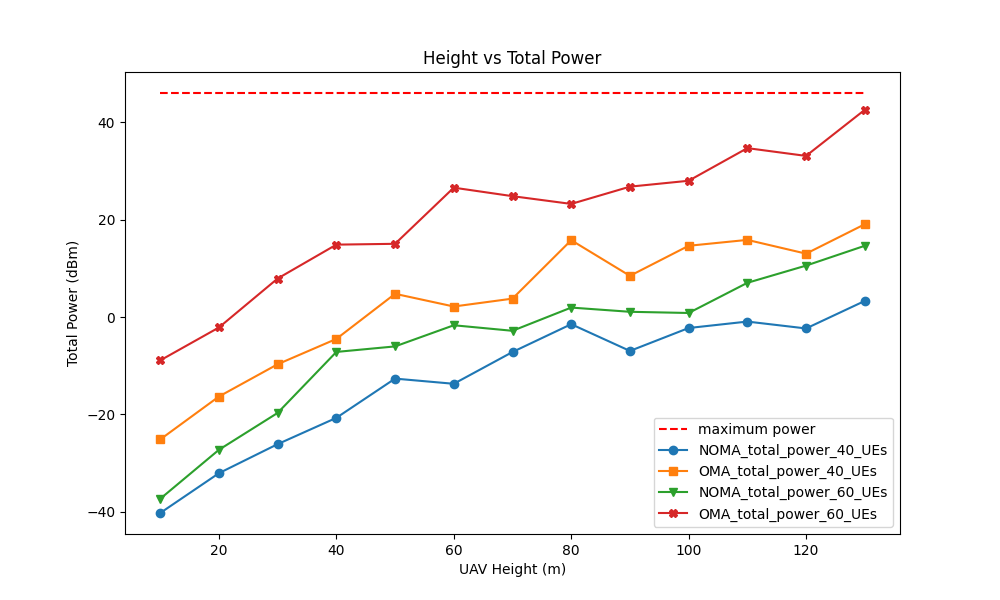 Height vs Total Power
Total Power (dBm)
40
20
0
−20
−40
20
40
60
80
100
120
UAV Height (m)
maximum power
NOMA_total_power_40_UEs
OMA_total_power_40_UEs
NOMA_total_power_60_UEs
OMA_total_power_60_UEs